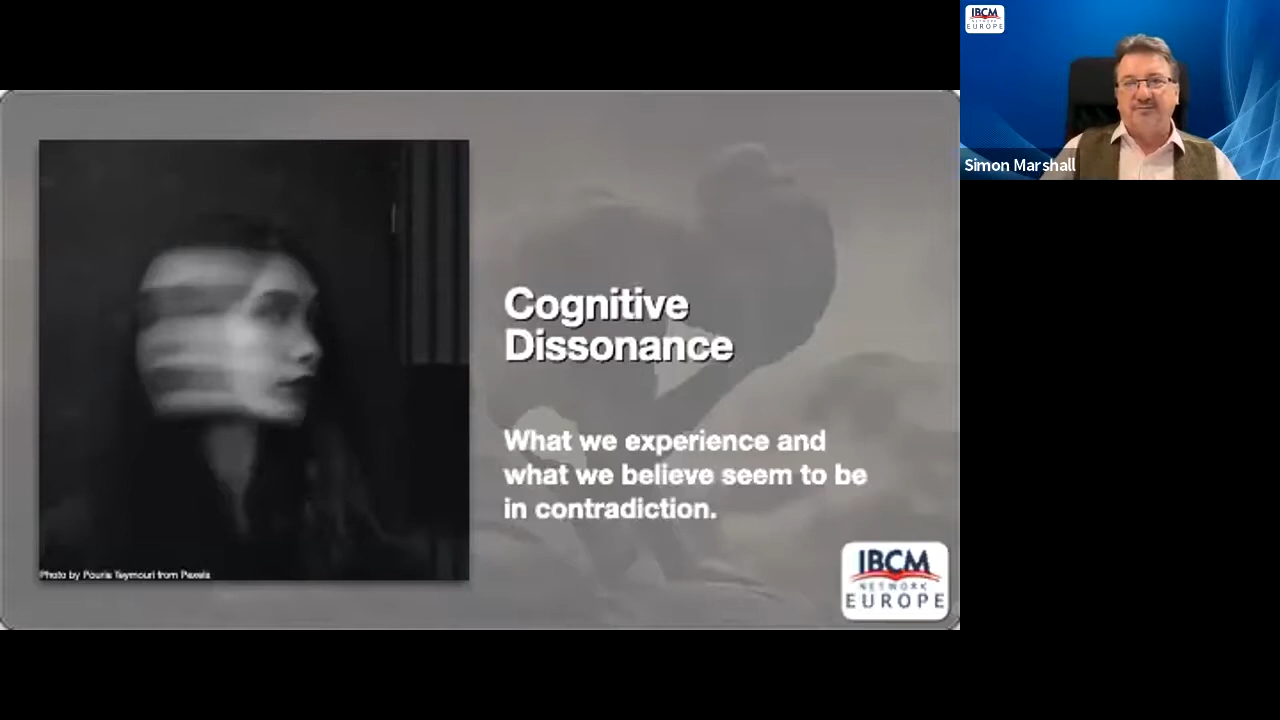 IBCM
NETWORK
EUROPE
Simon Marshall
Cognitive
Dissonance
What we experience and
what we believe seem to be
in contradiction.
Photo by Pouria Teymouri from Pexels
IBCM
NETWORK
EUROPE